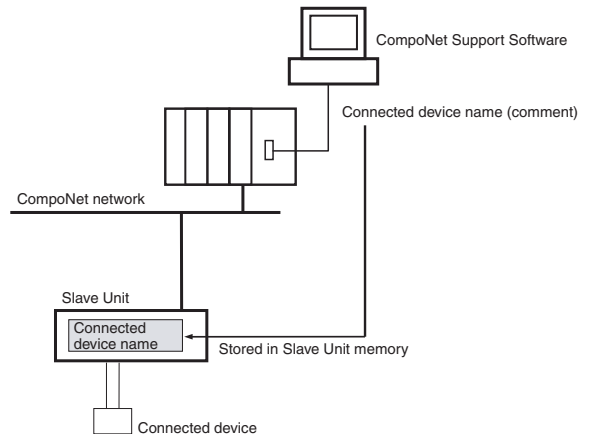 CompoNet Support Software
Connected device name (comment)
CompoNet network
Slave Unit
Connected
device name
Stored in Slave Unit memory
Connected device